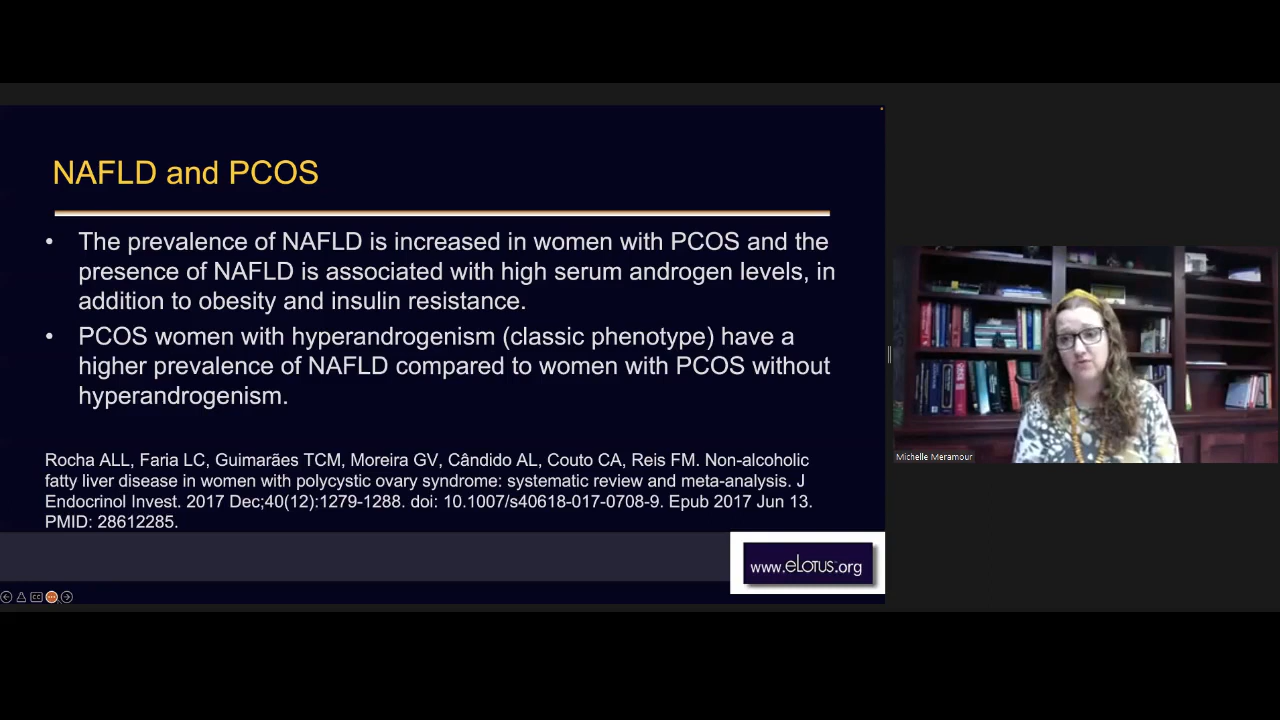 NAFLD and PCOS
• The prevalence of NAFLD is increased in women with PCOS and the
presence of NAFLD is associated with high serum androgen levels, in
addition to obesity and insulin resistance.
• PCOS women with hyperandrogenism (classic phenotype) have a
higher prevalence of NAFLD compared to women with PCOS without
hyperandrogenism.
Rocha ALL, Faria LC, Guimarães TCM, Moreira GV, Cândido AL, Couto CA, Reis FM. Non-alcoholic
fatty liver disease in women with polycystic ovary syndrome: systematic review and meta-analysis. J
Endocrinol Invest. 2017 Dec;40(12):1279-1288. doi: 10.1007/s40618-017-0708-9. Epub 2017 Jun 13.
PMID: 28612285.
www.eLotus.org
Michelle Meramour